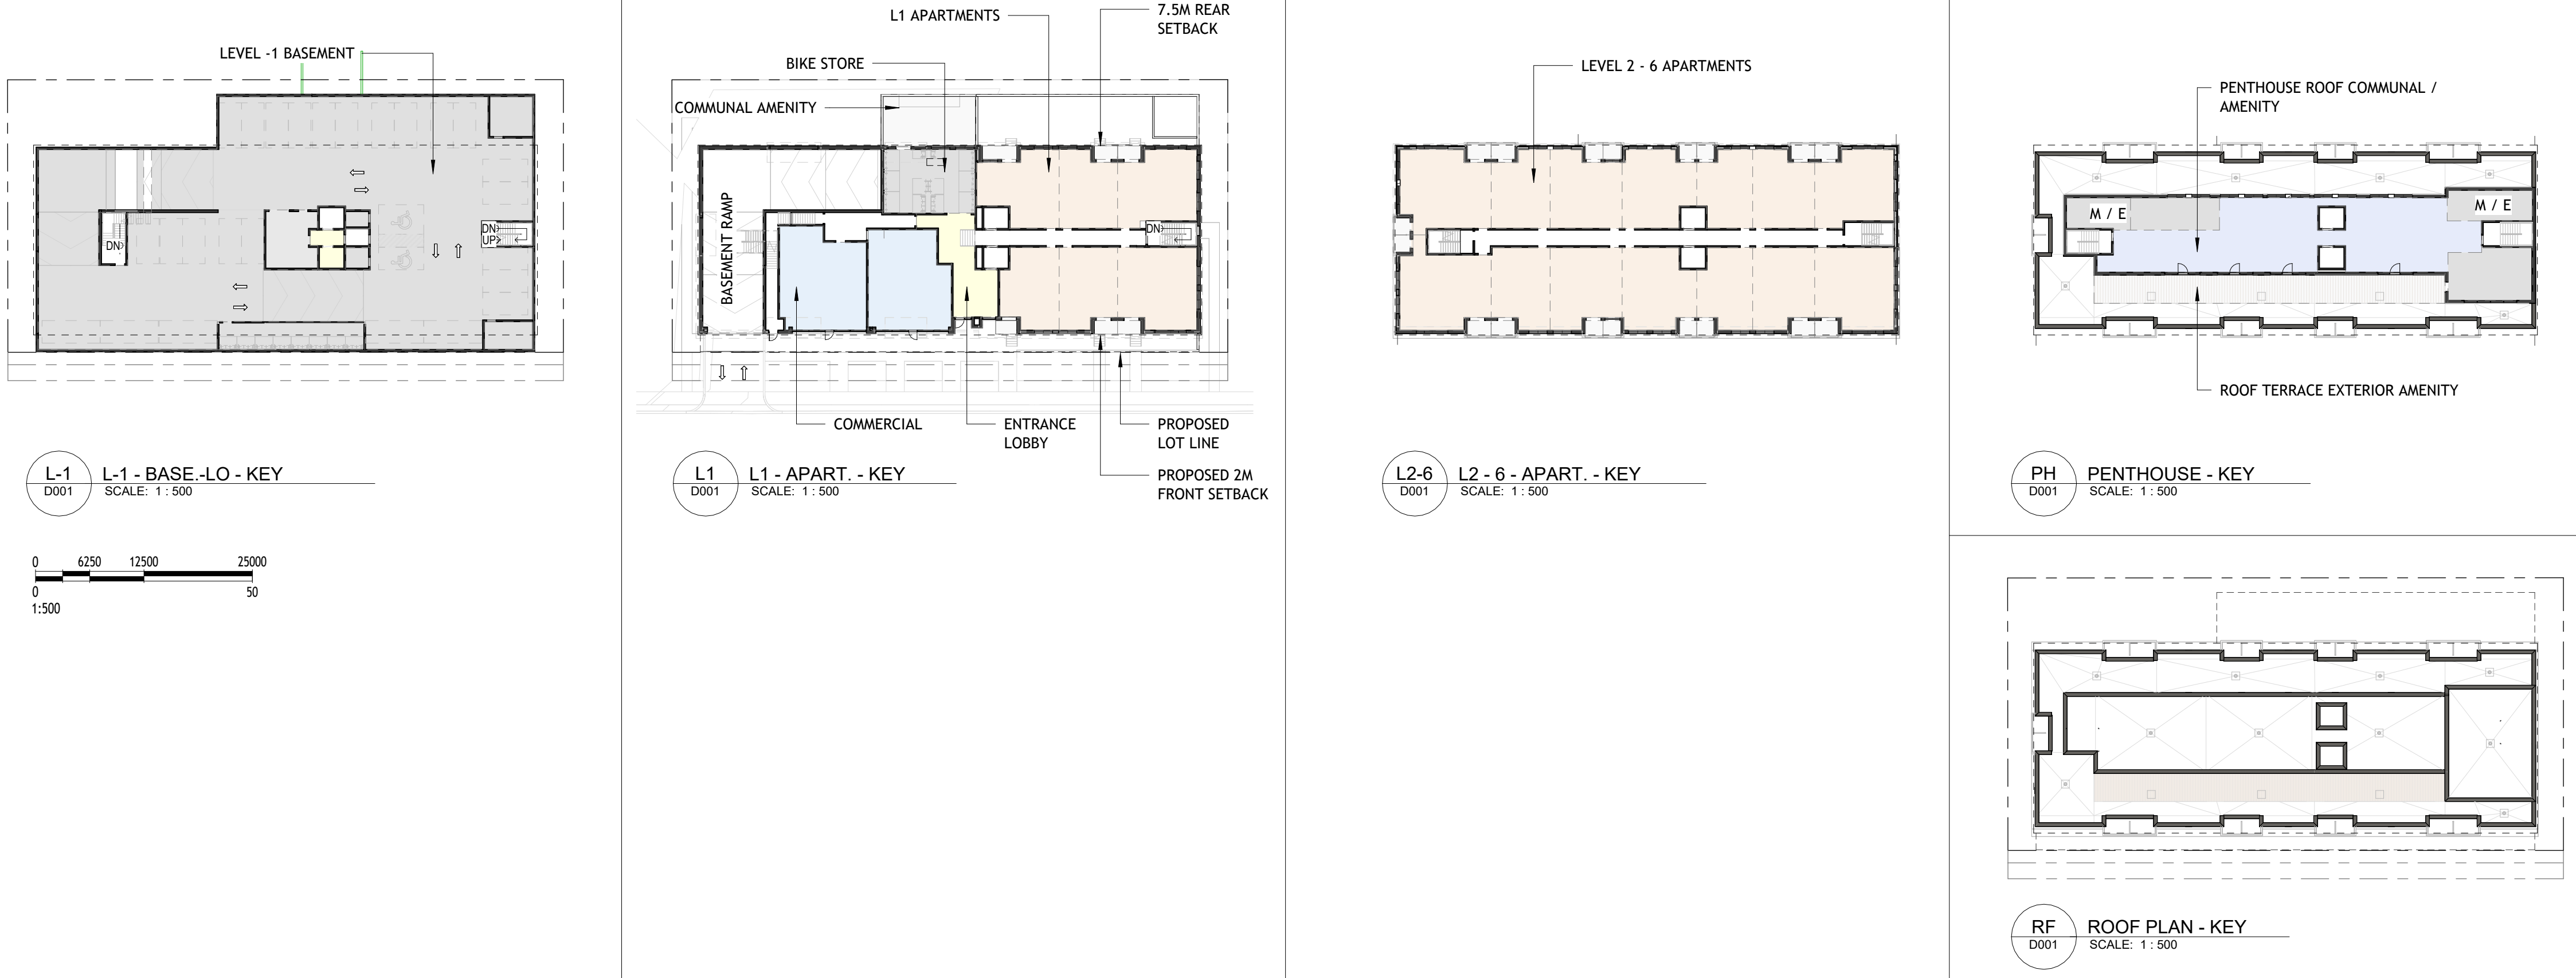 LEVEL -1 BASEMENT
DN
DN
UP
L-1
D001
L-1 - BASE.-LO - KEY
SCALE: 1 : 500
0 6250 12500 25000
0 50
1:500
L1 APARTMENTS
7.5M REAR
SETBACK
BIKE STORE
COMMUNAL AMENITY
BASEMENT RAMP
DN
COMMERCIAL
ENTRANCE
LOBBY
PROPOSED
LOT LINE
PROPOSED 2M
FRONT SETBACK
L1
D001
L1 - APART. - KEY
SCALE: 1 : 500
LEVEL 2 - 6 APARTMENTS
L2-6
D001
L2 - 6 - APART. - KEY
SCALE: 1 : 500
PENTHOUSE ROOF COMMUNAL /
AMENITY
M / E
M / E
ROOF TERRACE EXTERIOR AMENITY
PH
D001
PENTHOUSE - KEY
SCALE: 1 : 500
RF
D001
ROOF PLAN - KEY
SCALE: 1 : 500